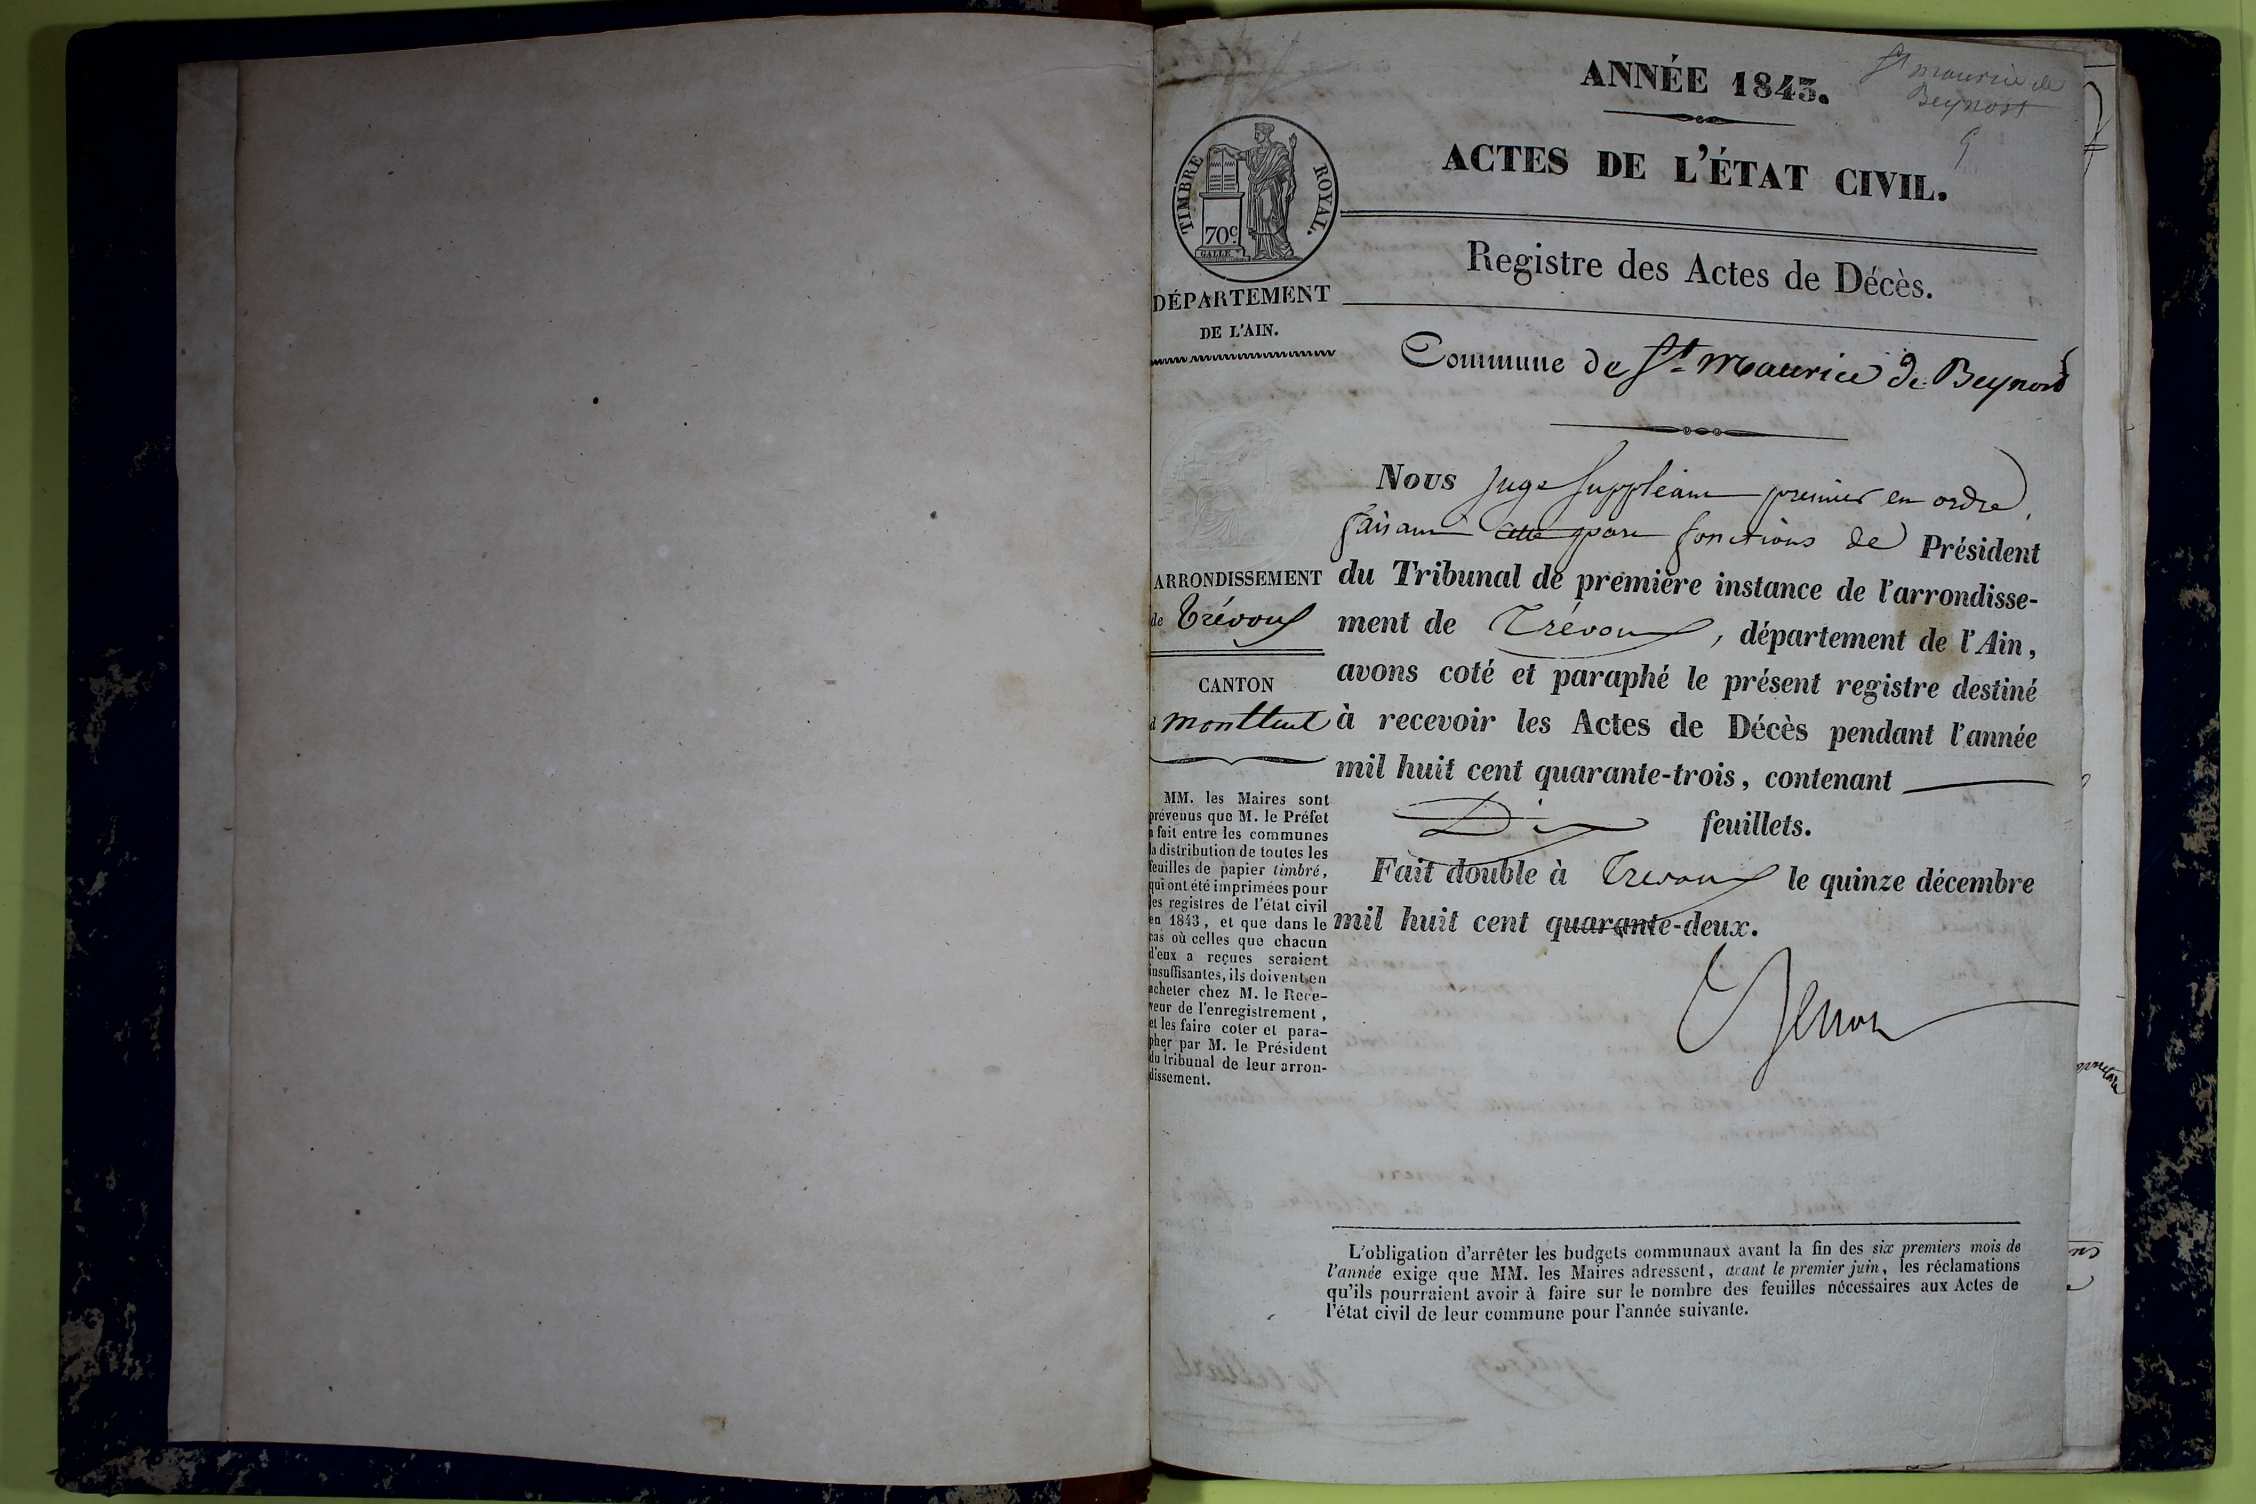 ANNÉE 1843.
St maurice de
Beynost
ACTES DE L'ÉTAT CIVIL.
TIMBRE ROYAL.
70c
GALLE
Registre des Actes de Décès.
DÉPARTEMENT
DE L'AIN.
Commune de St. Maurice de Beynost
Nous juge suppléant premier en ordre,
faisant fonctions de Président
du Tribunal de première instance de l'arrondisse-
ment de Trévoux, département de l'Ain,
avons coté et paraphé le présent registre destiné
à recevoir les Actes de Décès pendant l'année
mil huit cent quarante-trois, contenant
Dix feuillets.
Fait double à Trévoux le quinze décembre
mil huit cent quarante-deux.
ARRONDISSEMENT
de Trévoux
CANTON
d montluel
MM. les Maires sont
prévenus que M. le Préfet
a fait entre les communes
la distribution de toutes les
feuilles de papier timbré,
qui ont été imprimées pour
les registres de l'état civil
en 1843, et que dans le
cas où celles que chacun
d'eux a reçues seraient
insuffisantes, ils doivent en
acheter chez M. le Rece-
veur de l'enregistrement,
et les faire coter et para-
pher par M. le Président
du tribunal de leur arron-
dissement.
L'obligation d'arrêter les budgets communaux avant la fin des six premiers mois de
l'année exige que MM. les Maires adressent, avant le premier juin, les réclamations
qu'ils pourraient avoir à faire sur le nombre des feuilles nécessaires aux Actes de
l'état civil de leur commune pour l'année suivante.